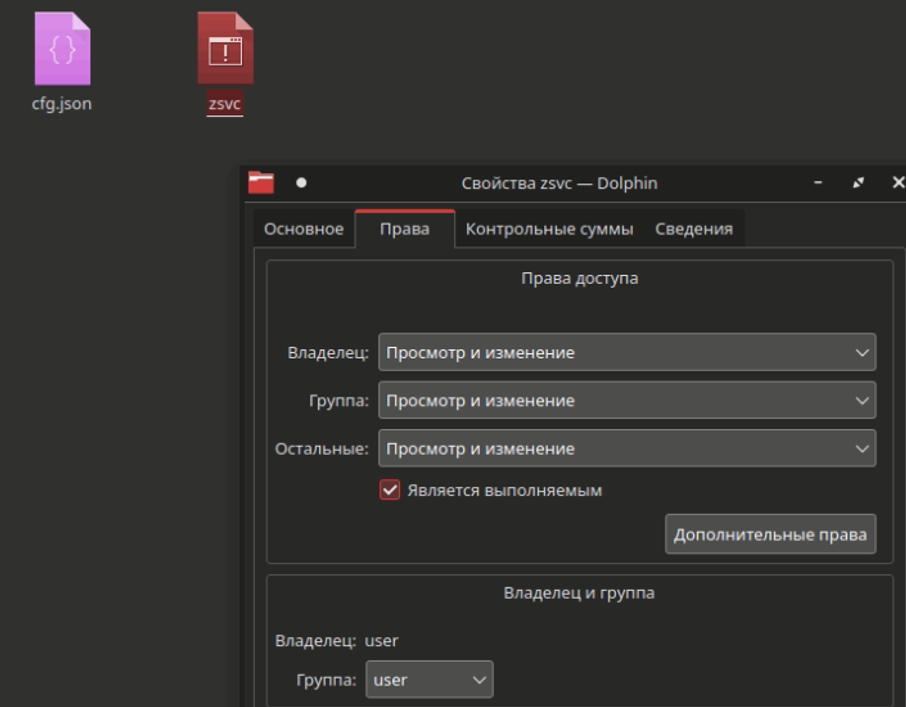 cfg.json
zsvc
Свойства zsvc — Dolphin
Основное Права Контрольные суммы Сведения
Права доступа
Владелец: Просмотр и изменение
Группа: Просмотр и изменение
Остальные: Просмотр и изменение
Является выполняемым
Дополнительные права
Владелец и группа
Владелец: user
Группа: user